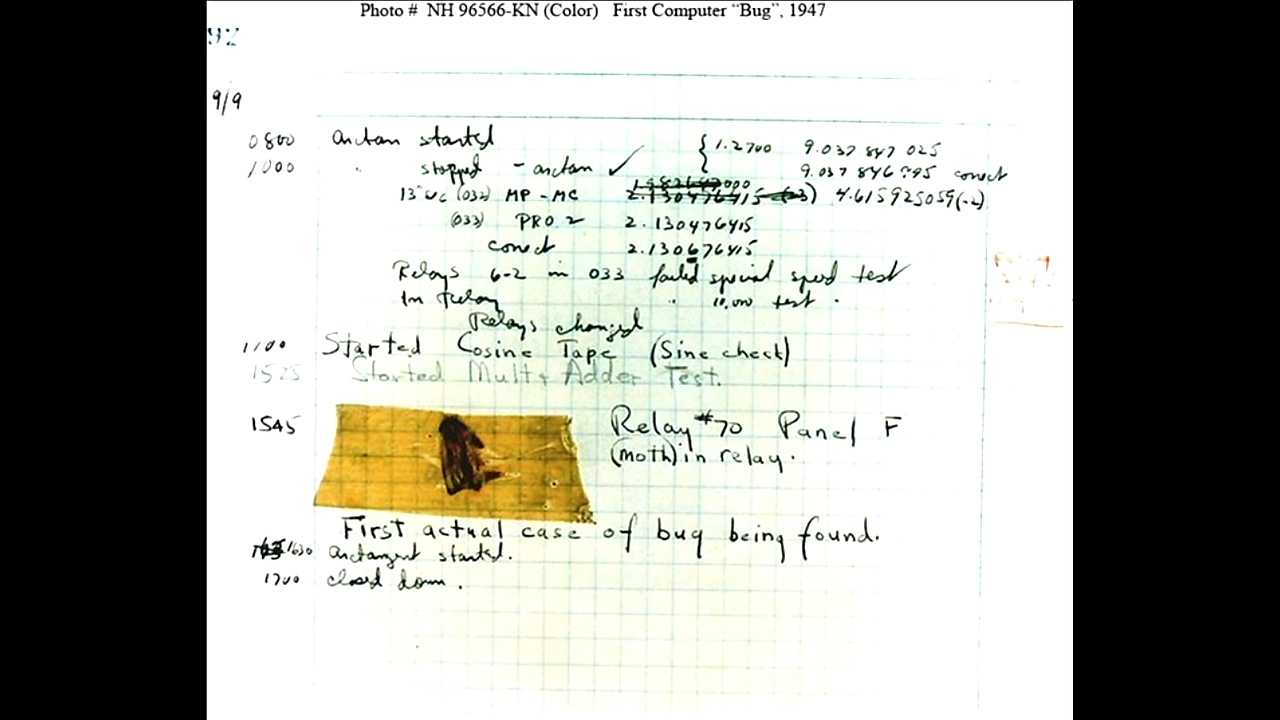 Photo # NH 96566-KN (Color) First Computer “Bug”, 1947
92
9/9
0800 arctan started { 1.2700 9.037 847 025
1000 " stopped - arctan ✓ 9.037 846 995 correct
(032) MP - MC 2.130476415 4.615925059(-2)
(033) PRO 2 2.130476415
correct 2.130676415
Relays 6-2 in 033 failed special speed test
In Relay " 10,000 test .
Relays changed
1100 Started Cosine Tape (Sine check)
1525 Started Mult + Adder Test.
1545 Relay #70 Panel F
(moth) in relay.
First actual case of bug being found.
1630 arctangent started.
1700 closed down.